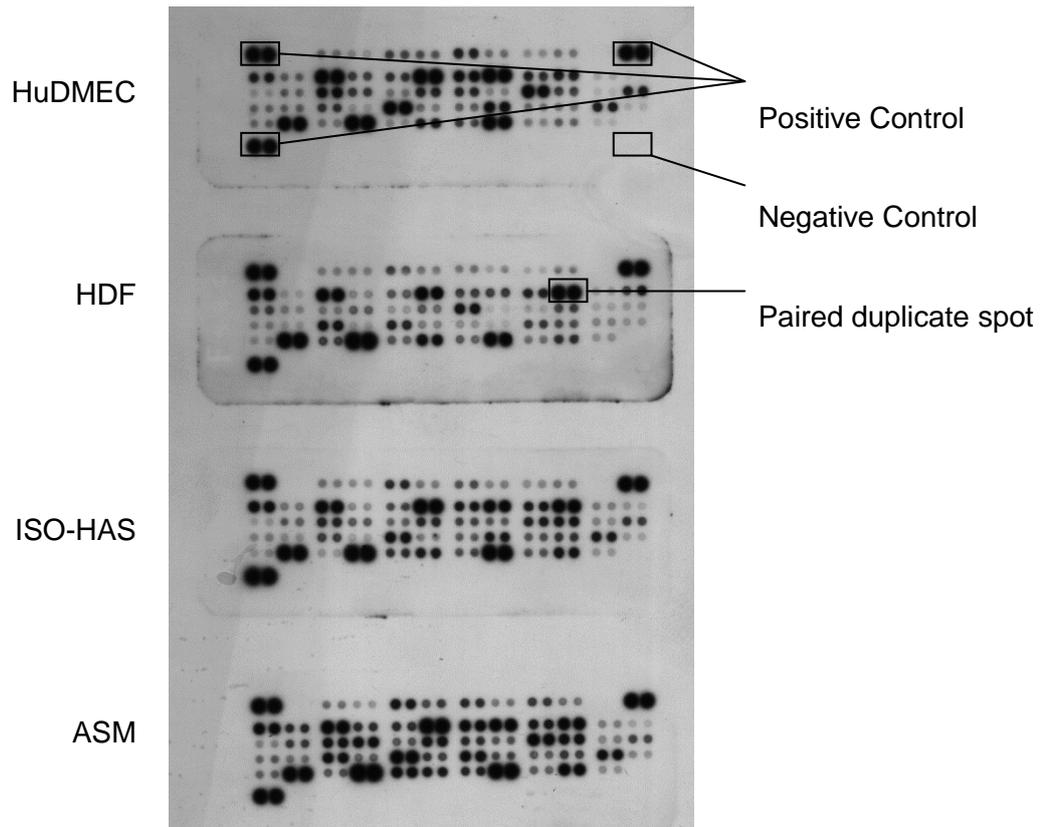 HuDMEC
Positive Control
Negative Control
HDF
Paired duplicate spot
ISO-HAS
ASM